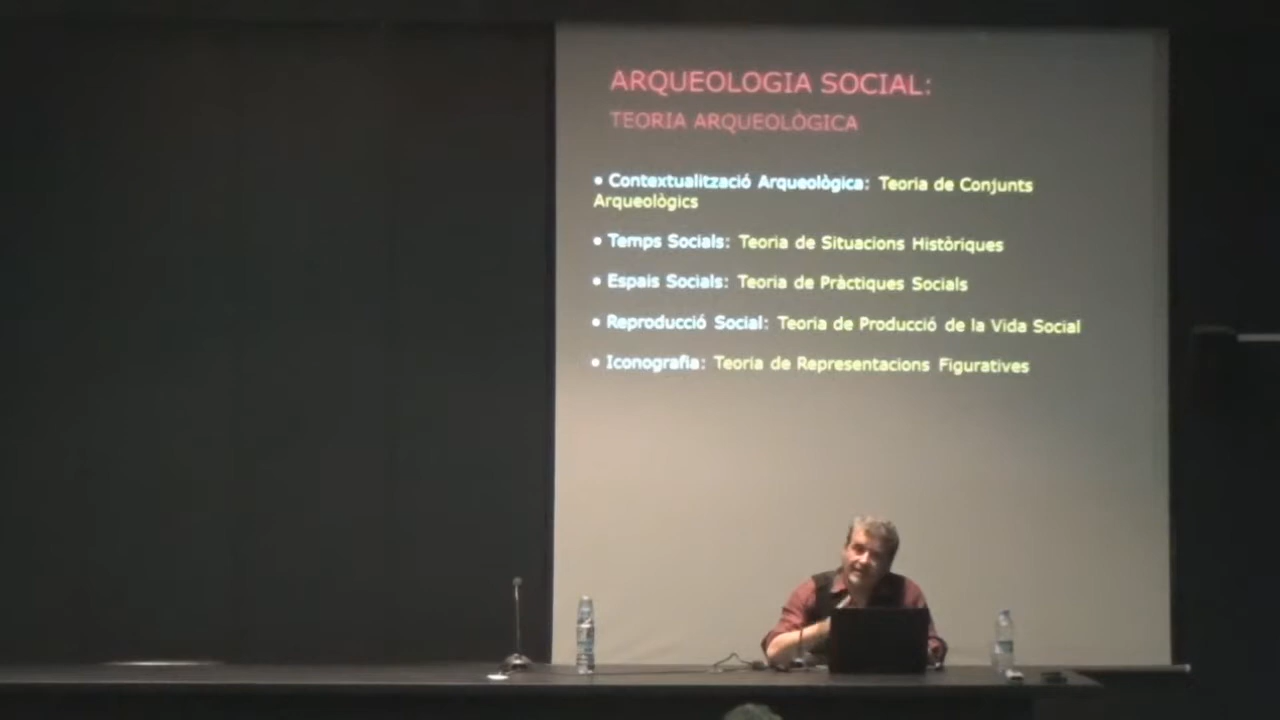 ARQUEOLOGIA SOCIAL:
TEORIA ARQUEOLÒGICA
• Contextualització Arqueològica: Teoria de Conjunts
Arqueològics
• Temps Socials: Teoria de Situacions Històriques
• Espais Socials: Teoria de Pràctiques Socials
• Reproducció Social: Teoria de Producció de la Vida Social
• Iconografia: Teoria de Representacions Figuratives